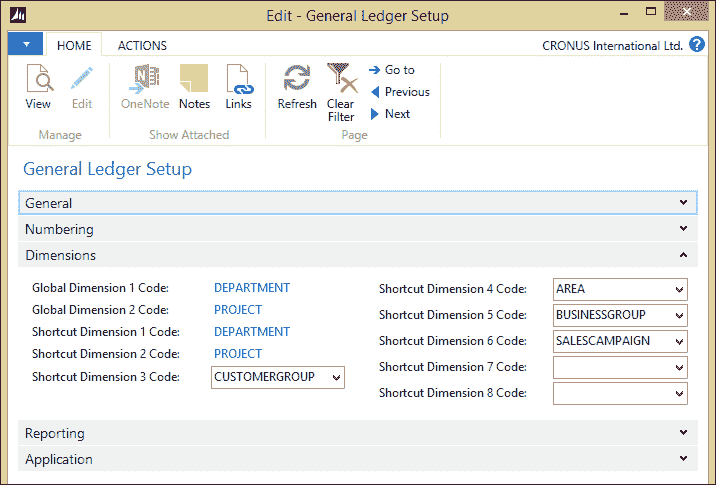 Edit - General Ledger Setup
HOME ACTIONS CRONUS International Ltd. ?
View Edit OneNote Notes Links Refresh Clear Filter Go to
Previous
Next
Manage Show Attached Page
General Ledger Setup
General
Numbering
Dimensions
Global Dimension 1 Code: DEPARTMENT
Global Dimension 2 Code: PROJECT
Shortcut Dimension 1 Code: DEPARTMENT
Shortcut Dimension 2 Code: PROJECT
Shortcut Dimension 3 Code: CUSTOMERGROUP
Shortcut Dimension 4 Code: AREA
Shortcut Dimension 5 Code: BUSINESSGROUP
Shortcut Dimension 6 Code: SALESCAMPAIGN
Shortcut Dimension 7 Code:
Shortcut Dimension 8 Code:
Reporting
Application